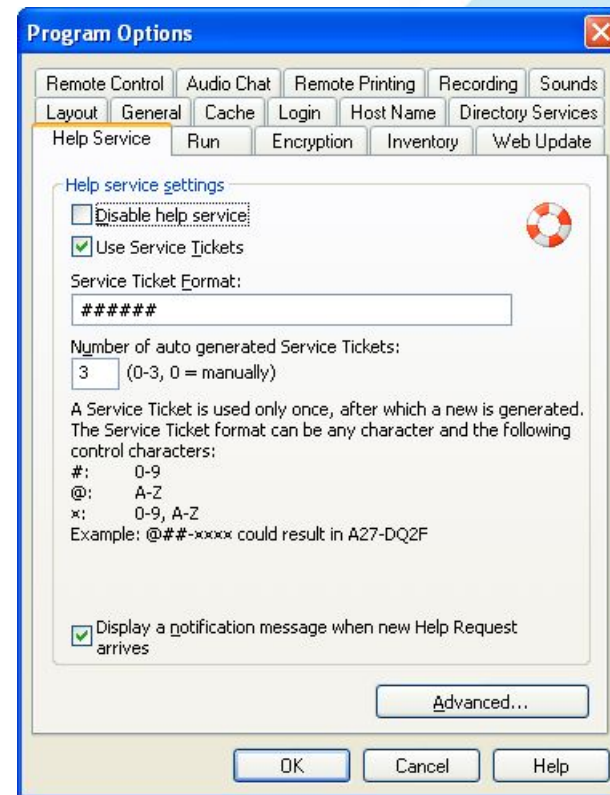 Program Options
Remote Control Audio Chat Remote Printing Recording Sounds
Layout General Cache Login Host Name Directory Services
Help Service Run Encryption Inventory Web Update
Help service settings
Disable help service
Use Service Tickets
Service Ticket Format:
######
Number of auto generated Service Tickets:
3 (0-3, 0 = manually)
A Service Ticket is used only once, after which a new is generated.
The Service Ticket format can be any character and the following
control characters:
#: 0-9
@: A-Z
×: 0-9, A-Z
Example: @##-×××× could result in A27-DQ2F
Display a notification message when new Help Request
arrives
Advanced...
OK Cancel Help